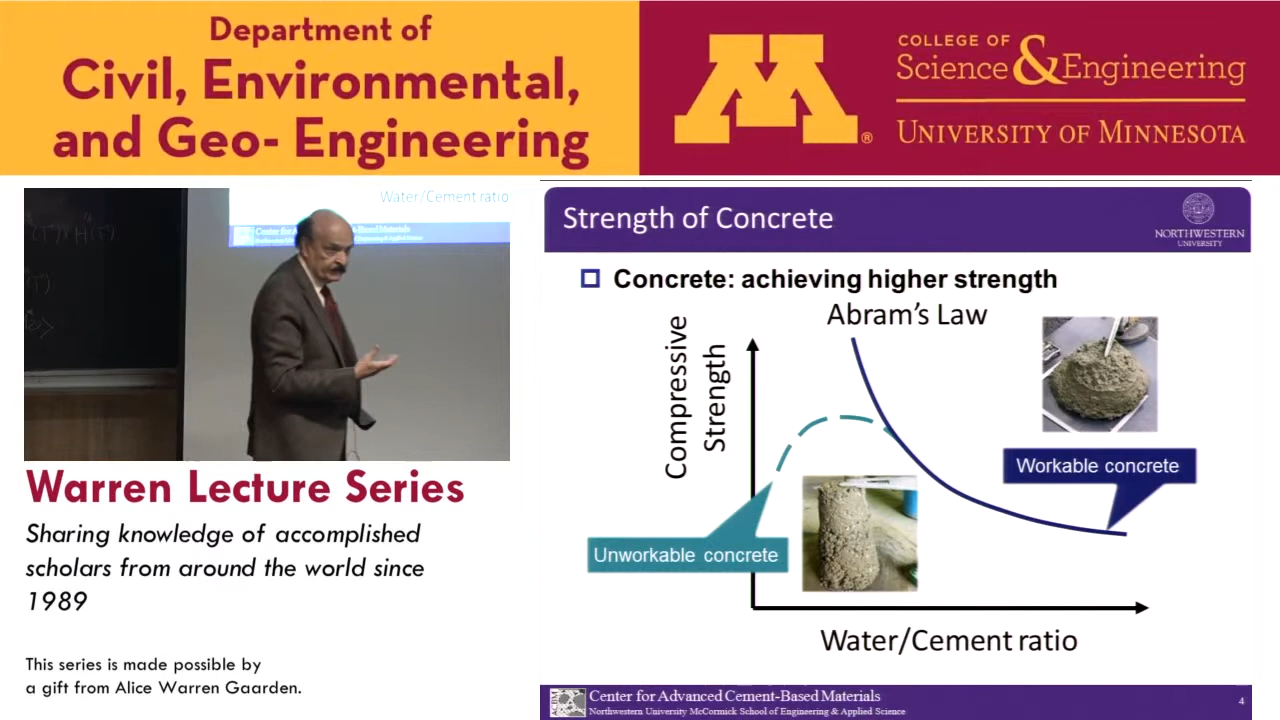 Department of
Civil, Environmental,
and Geo- Engineering
M®
COLLEGE OF
Science & Engineering
UNIVERSITY OF MINNESOTA
Water/Cement ratio
Warren Lecture Series
Sharing knowledge of accomplished
scholars from around the world since
1989
This series is made possible by
a gift from Alice Warren Gaarden.
Strength of Concrete
NORTHWESTERN
UNIVERSITY
Concrete: achieving higher strength
Abram's Law
Compressive
Strength
Workable concrete
Unworkable concrete
Water/Cement ratio
Center for Advanced Cement-Based Materials
Northwestern University McCormick School of Engineering & Applied Science
4